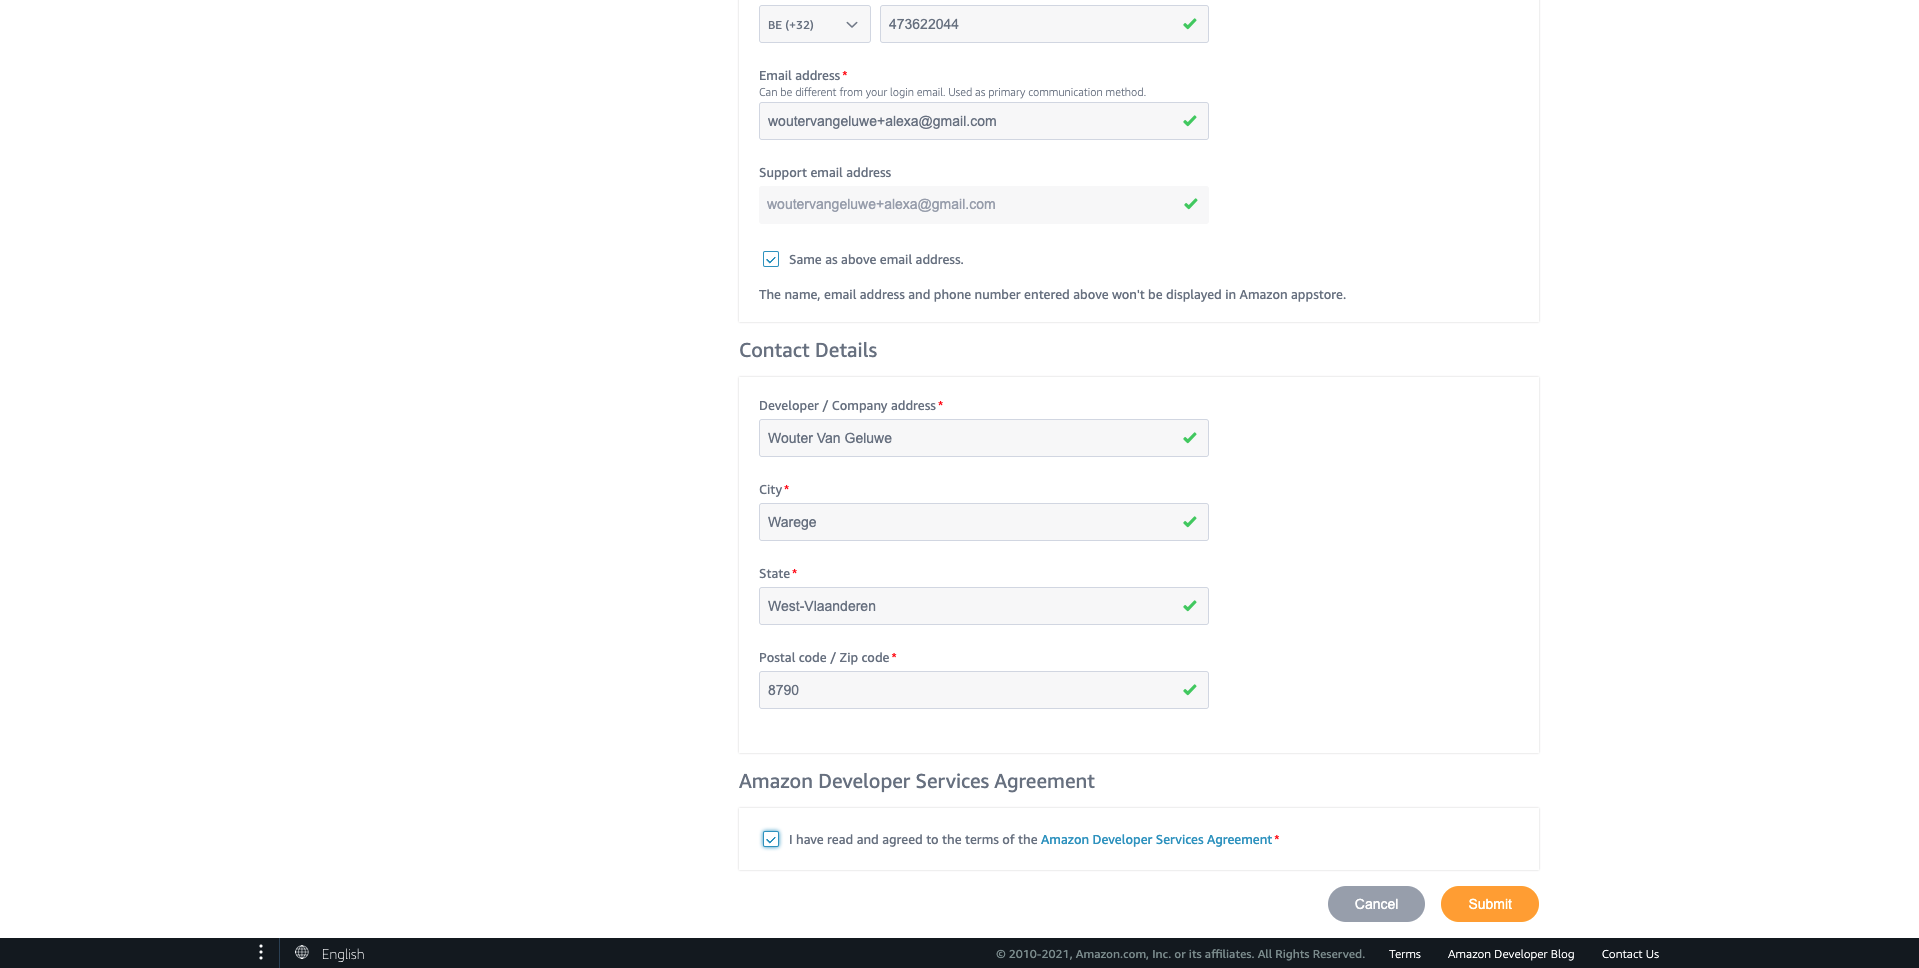 BE (+32)
473622044
Email address*
Can be different from your login email. Used as primary communication method.
woutervangeluwe+alexa@gmail.com
Support email address
woutervangeluwe+alexa@gmail.com
Same as above email address.
The name, email address and phone number entered above won't be displayed in Amazon appstore.
Contact Details
Developer / Company address*
Wouter Van Geluwe
City*
Warege
State*
West-Vlaanderen
Postal code / Zip code*
8790
Amazon Developer Services Agreement
I have read and agreed to the terms of the Amazon Developer Services Agreement*
Cancel
Submit
English
© 2010-2021, Amazon.com, Inc. or its affiliates. All Rights Reserved.
Terms
Amazon Developer Blog
Contact Us